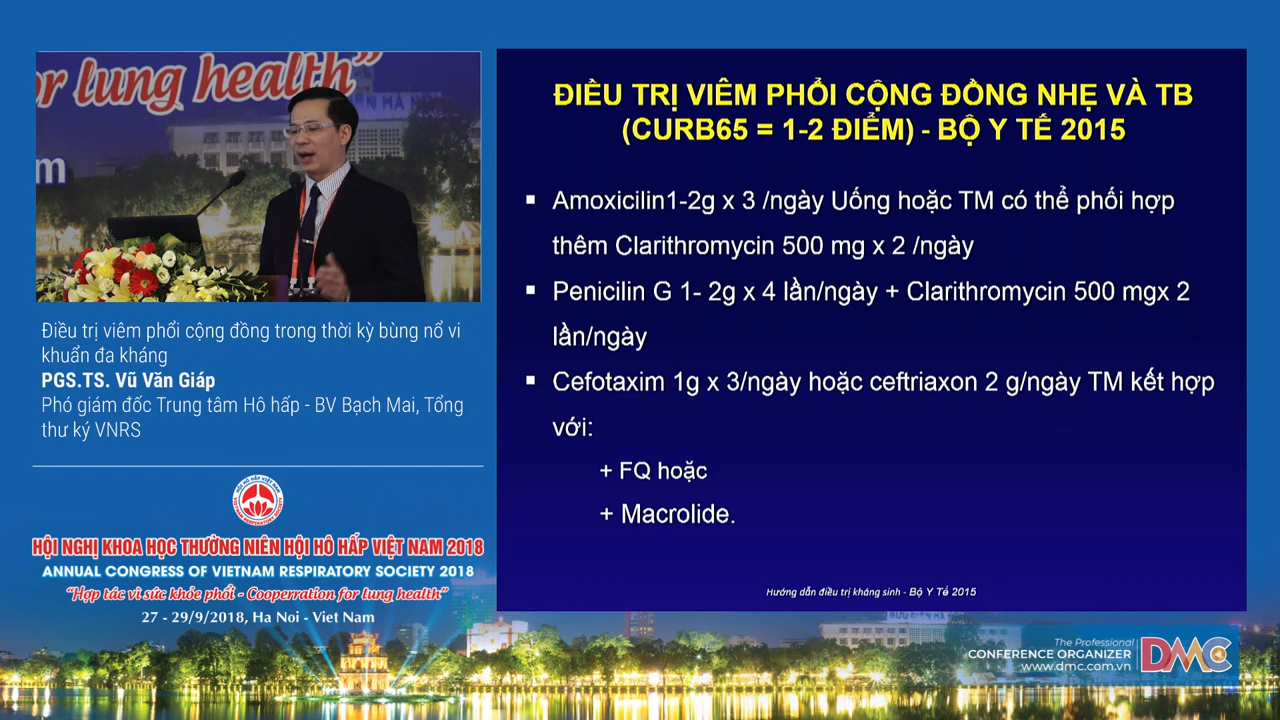 or lung health”
m
Điều trị viêm phổi cộng đồng trong thời kỳ bùng nổ vi
khuẩn đa kháng
PGS.TS. Vũ Văn Giáp
Phó giám đốc Trung tâm Hô hấp - BV Bạch Mai, Tổng
thư ký VNRS
HỘI NGHỊ KHOA HỌC THƯỜNG NIÊN HỘI HÔ HẤP VIỆT NAM 2018
ANNUAL CONGRESS OF VIETNAM RESPIRATORY SOCIETY 2018
“Hợp tác vì sức khỏe phổi - Cooperration for lung health”
27 - 29/9/2018, Ha Noi - Viet Nam
ĐIỀU TRỊ VIÊM PHỔI CỘNG ĐỒNG NHẸ VÀ TB
(CURB65 = 1-2 ĐIỂM) - BỘ Y TẾ 2015
▪ Amoxicilin1-2g x 3 /ngày Uống hoặc TM có thể phối hợp
thêm Clarithromycin 500 mg x 2 /ngày
▪ Penicilin G 1- 2g x 4 lần/ngày + Clarithromycin 500 mgx 2
lần/ngày
▪ Cefotaxim 1g x 3/ngày hoặc ceftriaxon 2 g/ngày TM kết hợp
với:
+ FQ hoặc
+ Macrolide.
Hướng dẫn điều trị kháng sinh - Bộ Y Tế 2015
The Professional
CONFERENCE ORGANIZER
www.dmc.com.vn
DMC